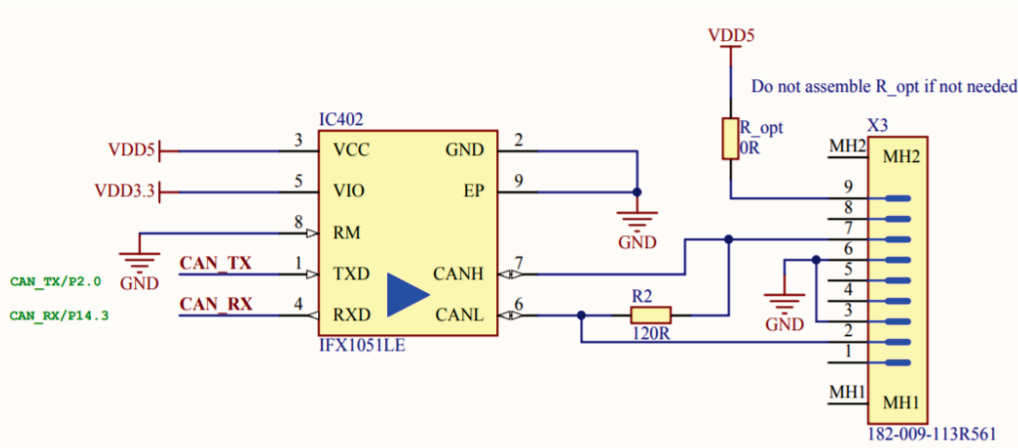 VDD5
Do not assemble R_opt if not needed
IC402
X3
R_opt
0R
MH2
MH2
VDD5
3
VCC
GND
2
VDD3.3
5
VIO
EP
9
9
8
8
RM
GND
7
6
GND
CAN_TX/P2.0
CAN_TX
1
TXD
CANH
7
5
4
CAN_RX/P14.3
CAN_RX
4
RXD
CANL
6
R2
120R
GND
3
2
1
IFX1051LE
MH1
MH1
182-009-113R561